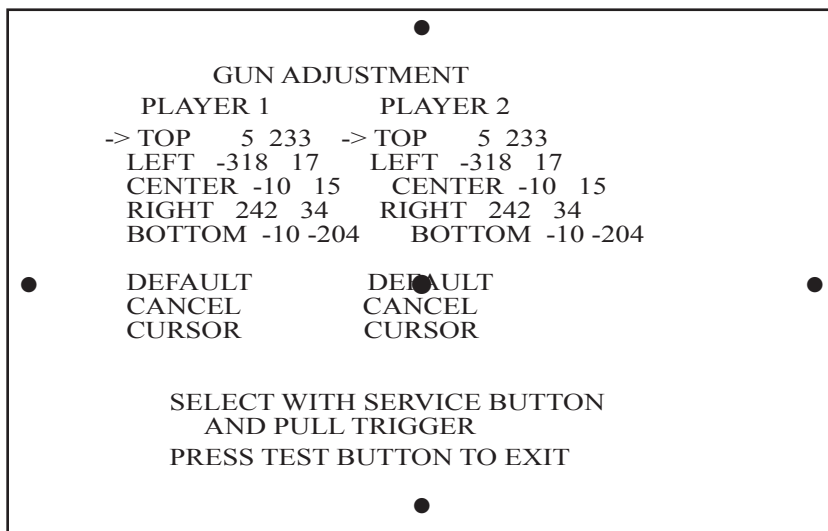 GUN ADJUSTMENT
PLAYER 1 PLAYER 2
-> TOP 5 233 -> TOP 5 233
LEFT -318 17 LEFT -318 17
CENTER -10 15 CENTER -10 15
RIGHT 242 34 RIGHT 242 34
BOTTOM -10 -204 BOTTOM -10 -204
DEFAULT DEFAULT
CANCEL CANCEL
CURSOR CURSOR
SELECT WITH SERVICE BUTTON
AND PULL TRIGGER
PRESS TEST BUTTON TO EXIT